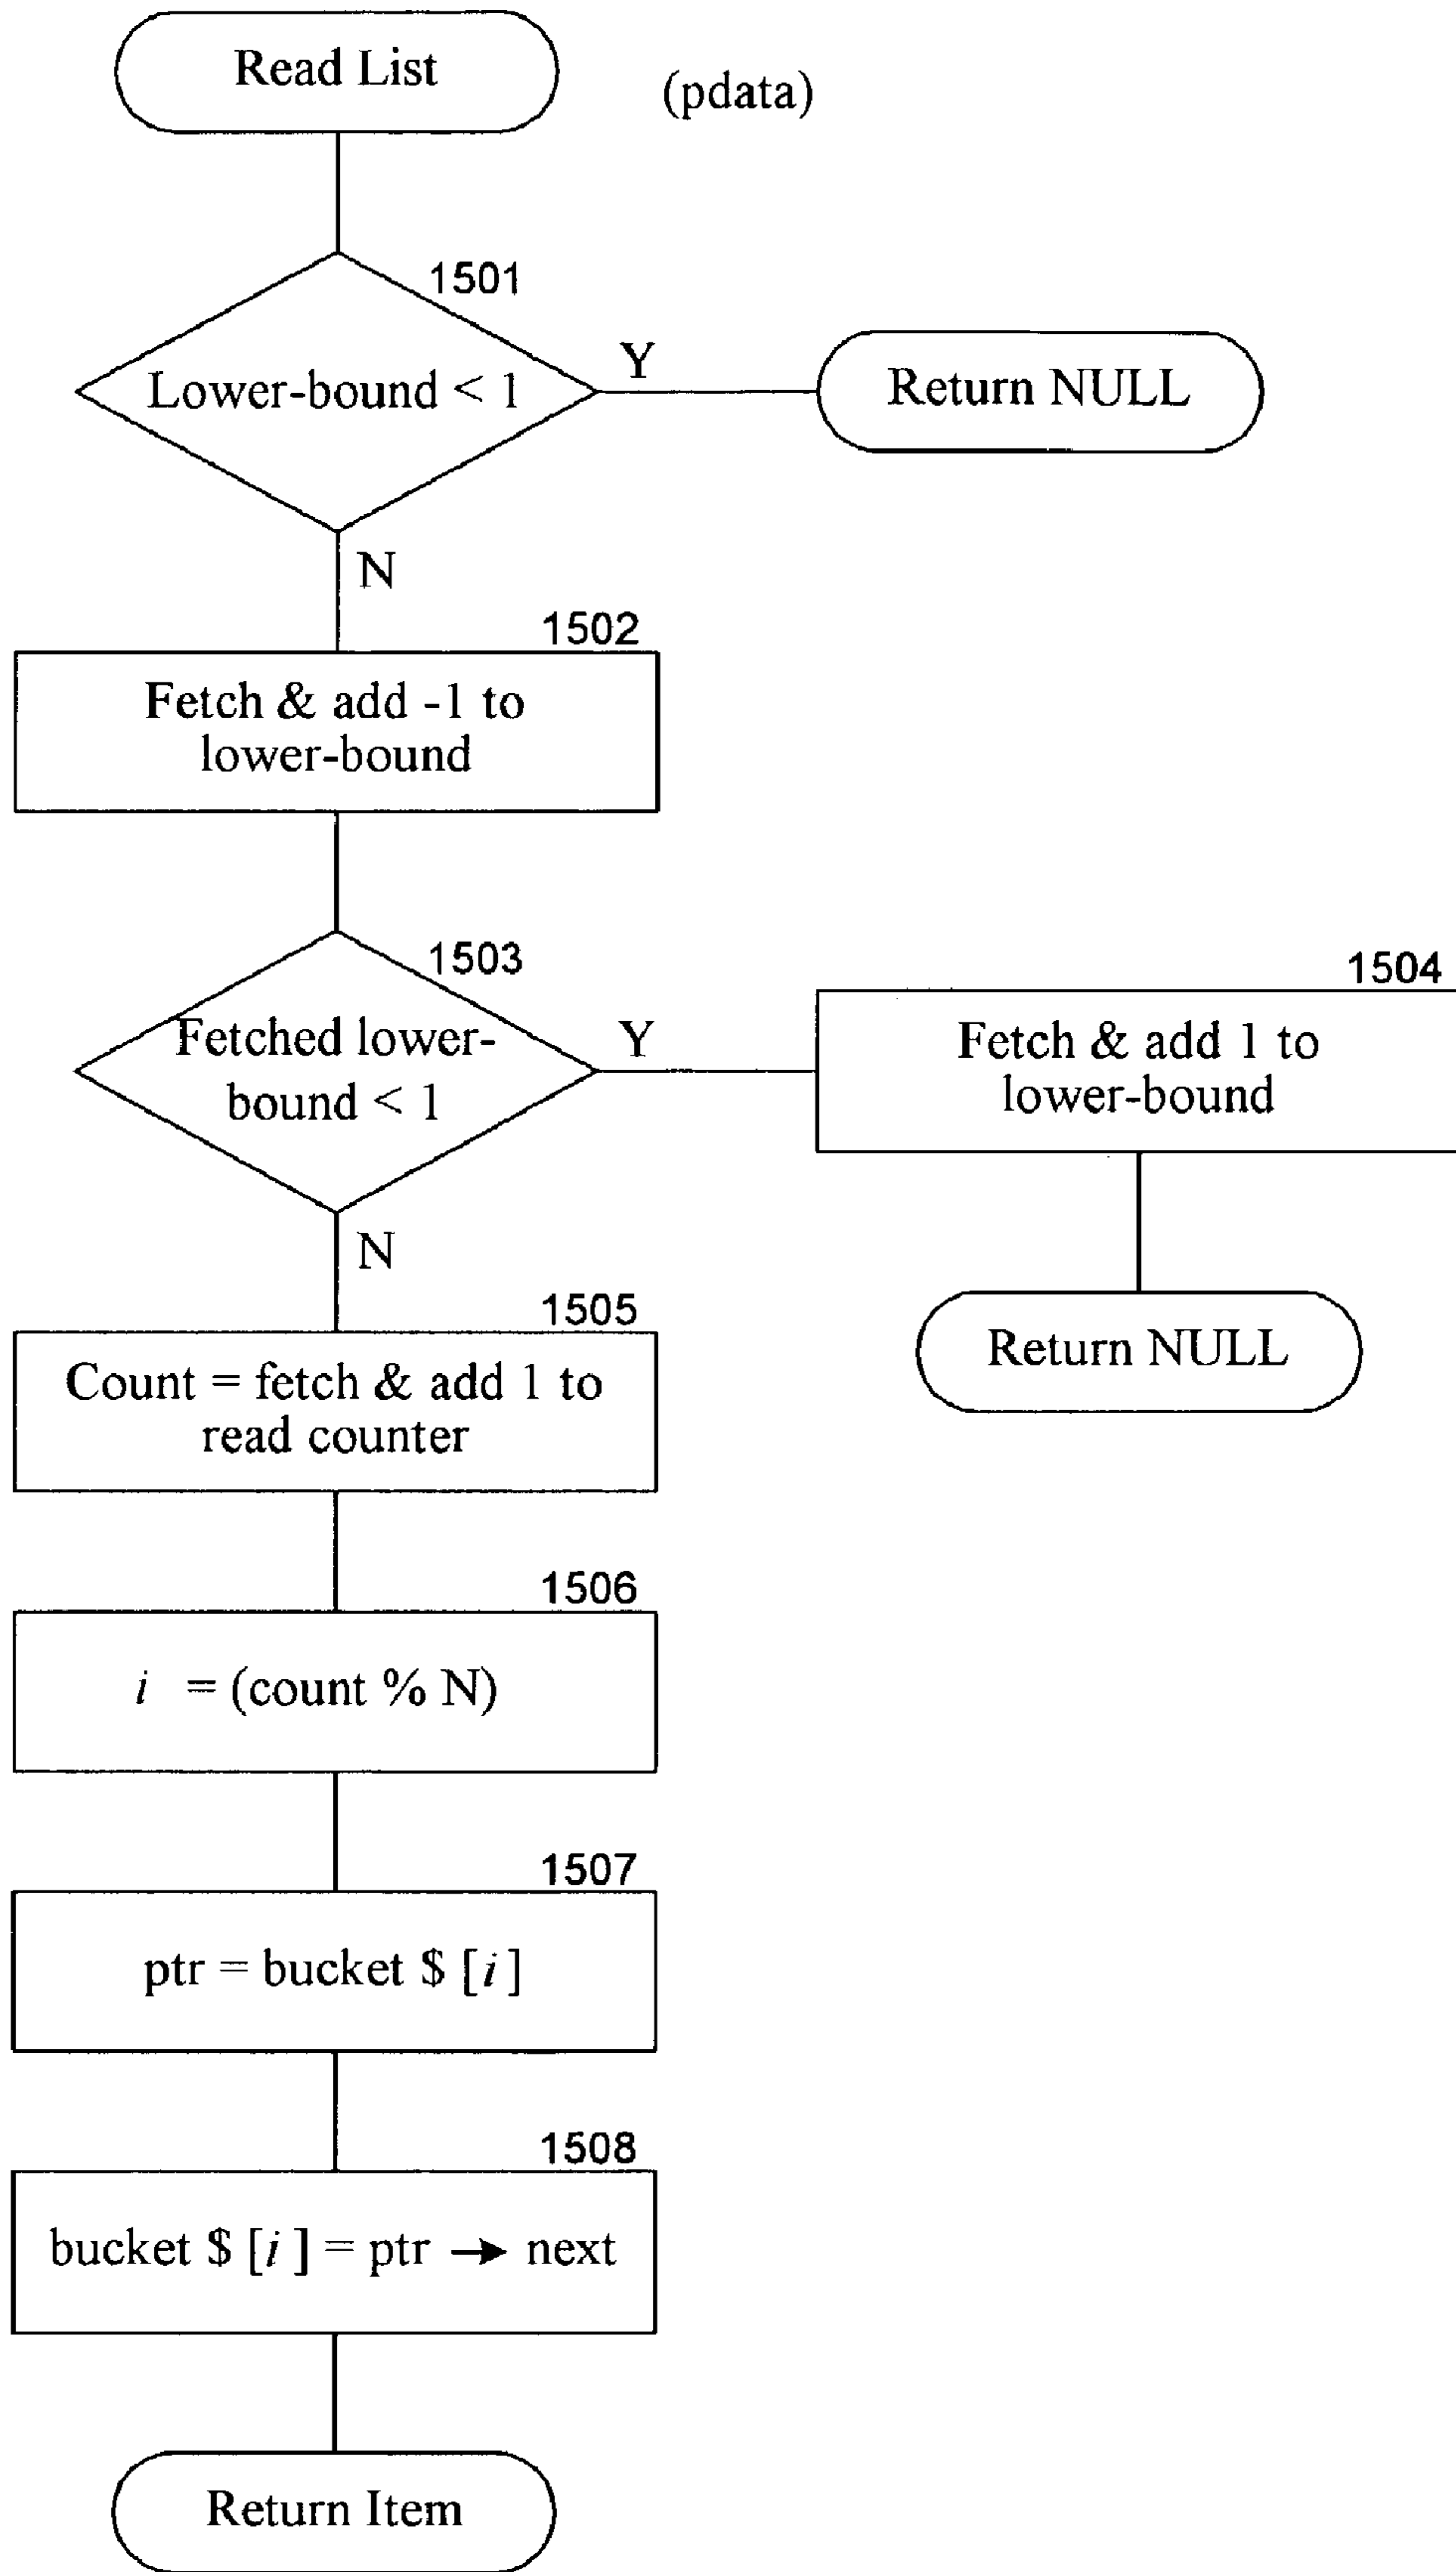 Read List
(pdata)
1501
Lower-bound < 1
Y
Return NULL
N
1502
Fetch & add -1 to
lower-bound
1503
Fetched lower-
bound < 1
Y
1504
Fetch & add 1 to
lower-bound
Return NULL
N
1505
Count = fetch & add 1 to
read counter
1506
i = (count % N)
1507
ptr = bucket $ [i]
1508
bucket $ [i] = ptr → next
Return Item